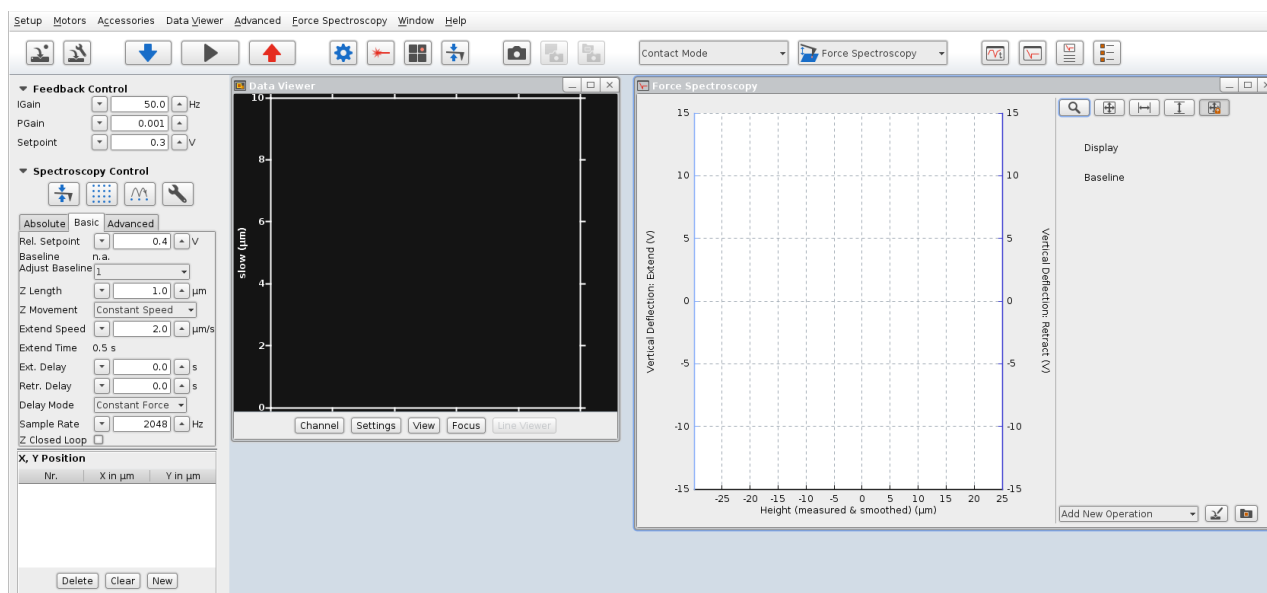 Setup Motors Accessories Data Viewer Advanced Force Spectroscopy Window Help
Contact Mode
Force Spectroscopy
Feedback Control
IGain 50.0 Hz
PGain 0.001
Setpoint 0.3 V
Spectroscopy Control
Absolute Basic Advanced
Rel. Setpoint 0.4 V
Baseline n.a.
Adjust Baseline 1
Z Length 1.0 µm
Z Movement Constant Speed
Extend Speed 2.0 µm/s
Extend Time 0.5 s
Ext. Delay 0.0 s
Retr. Delay 0.0 s
Delay Mode Constant Force
Sample Rate 2048 Hz
Z Closed Loop
X, Y Position
Nr. X in µm Y in µm
Delete Clear New
Data Viewer
10
8
6
4
2
0
slow (µm)
Channel Settings View Focus Line Viewer
Force Spectroscopy
15 15
10 10
5 5
0 0
-5 -5
-10 -10
-15 -15
Vertical Deflection: Extend (V)
Vertical Deflection: Retract (V)
-25 -20 -15 -10 -5 0 5 10 15 20 25
Height (measured & smoothed) (µm)
Display
Baseline
Add New Operation